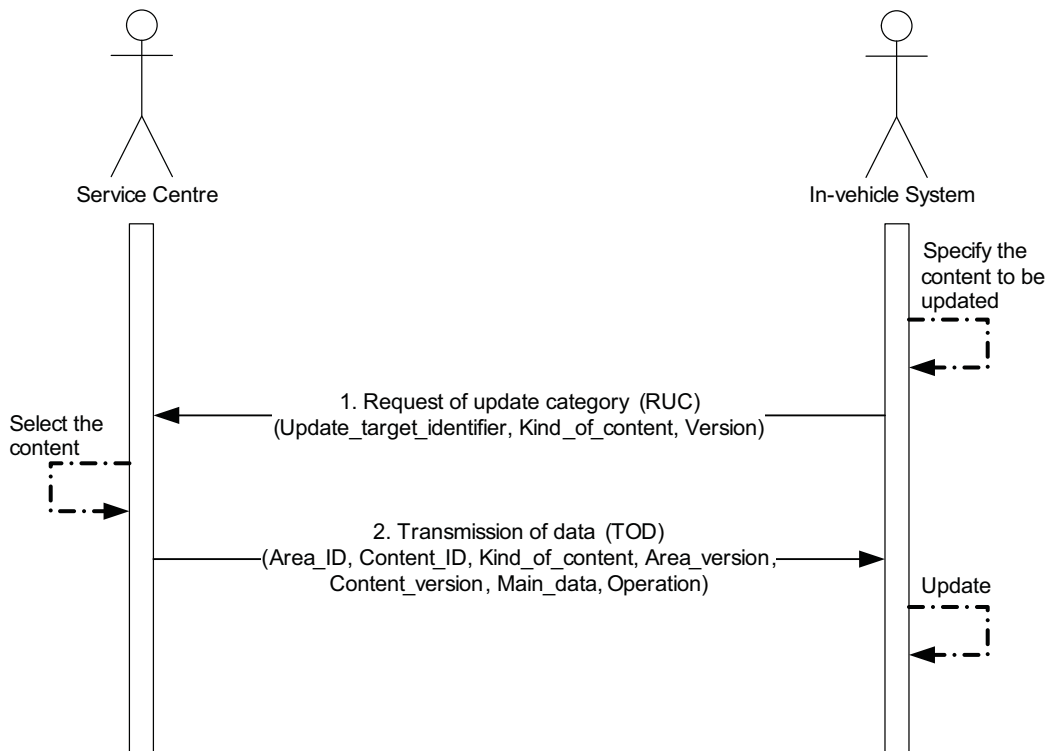 Service Centre
In-vehicle System
Specify the
content to be
updated
1. Request of update category (RUC)
(Update_target_identifier, Kind_of_content, Version)
Select the
content
2. Transmission of data (TOD)
(Area_ID, Content_ID, Kind_of_content, Area_version,
Content_version, Main_data, Operation)
Update